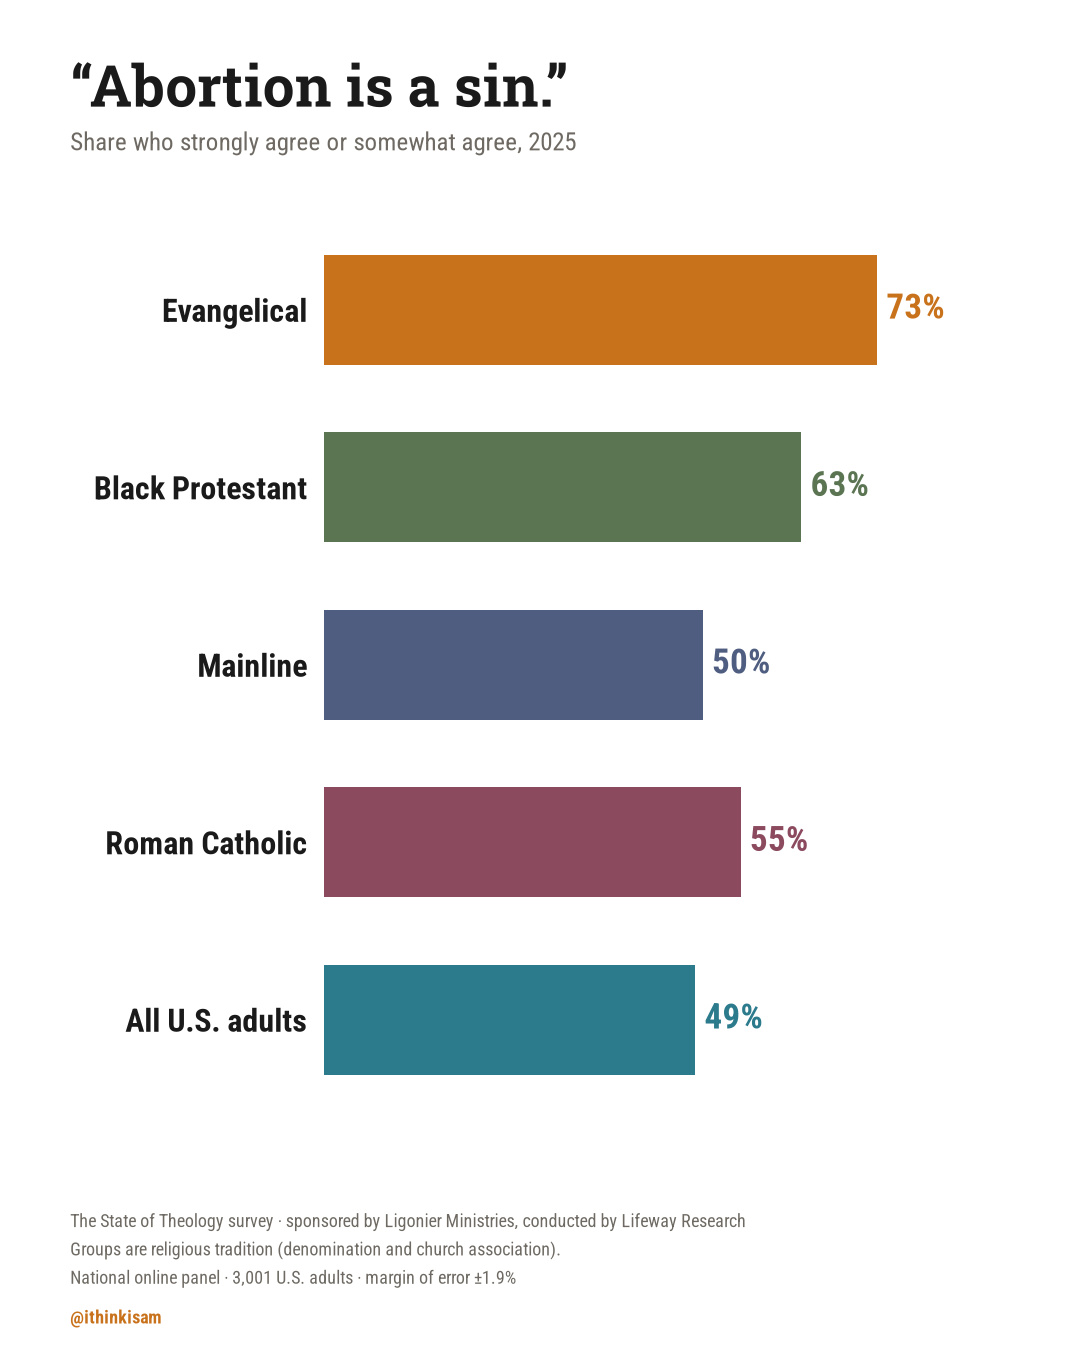 “Abortion is a sin.”
Share who strongly agree or somewhat agree, 2025
Evangelical 73%
Black Protestant 63%
Mainline 50%
Roman Catholic 55%
All U.S. adults 49%
The State of Theology survey · sponsored by Ligonier Ministries, conducted by Lifeway Research
Groups are religious tradition (denomination and church association).
National online panel · 3,001 U.S. adults · margin of error ±1.9%
@ithinkisam